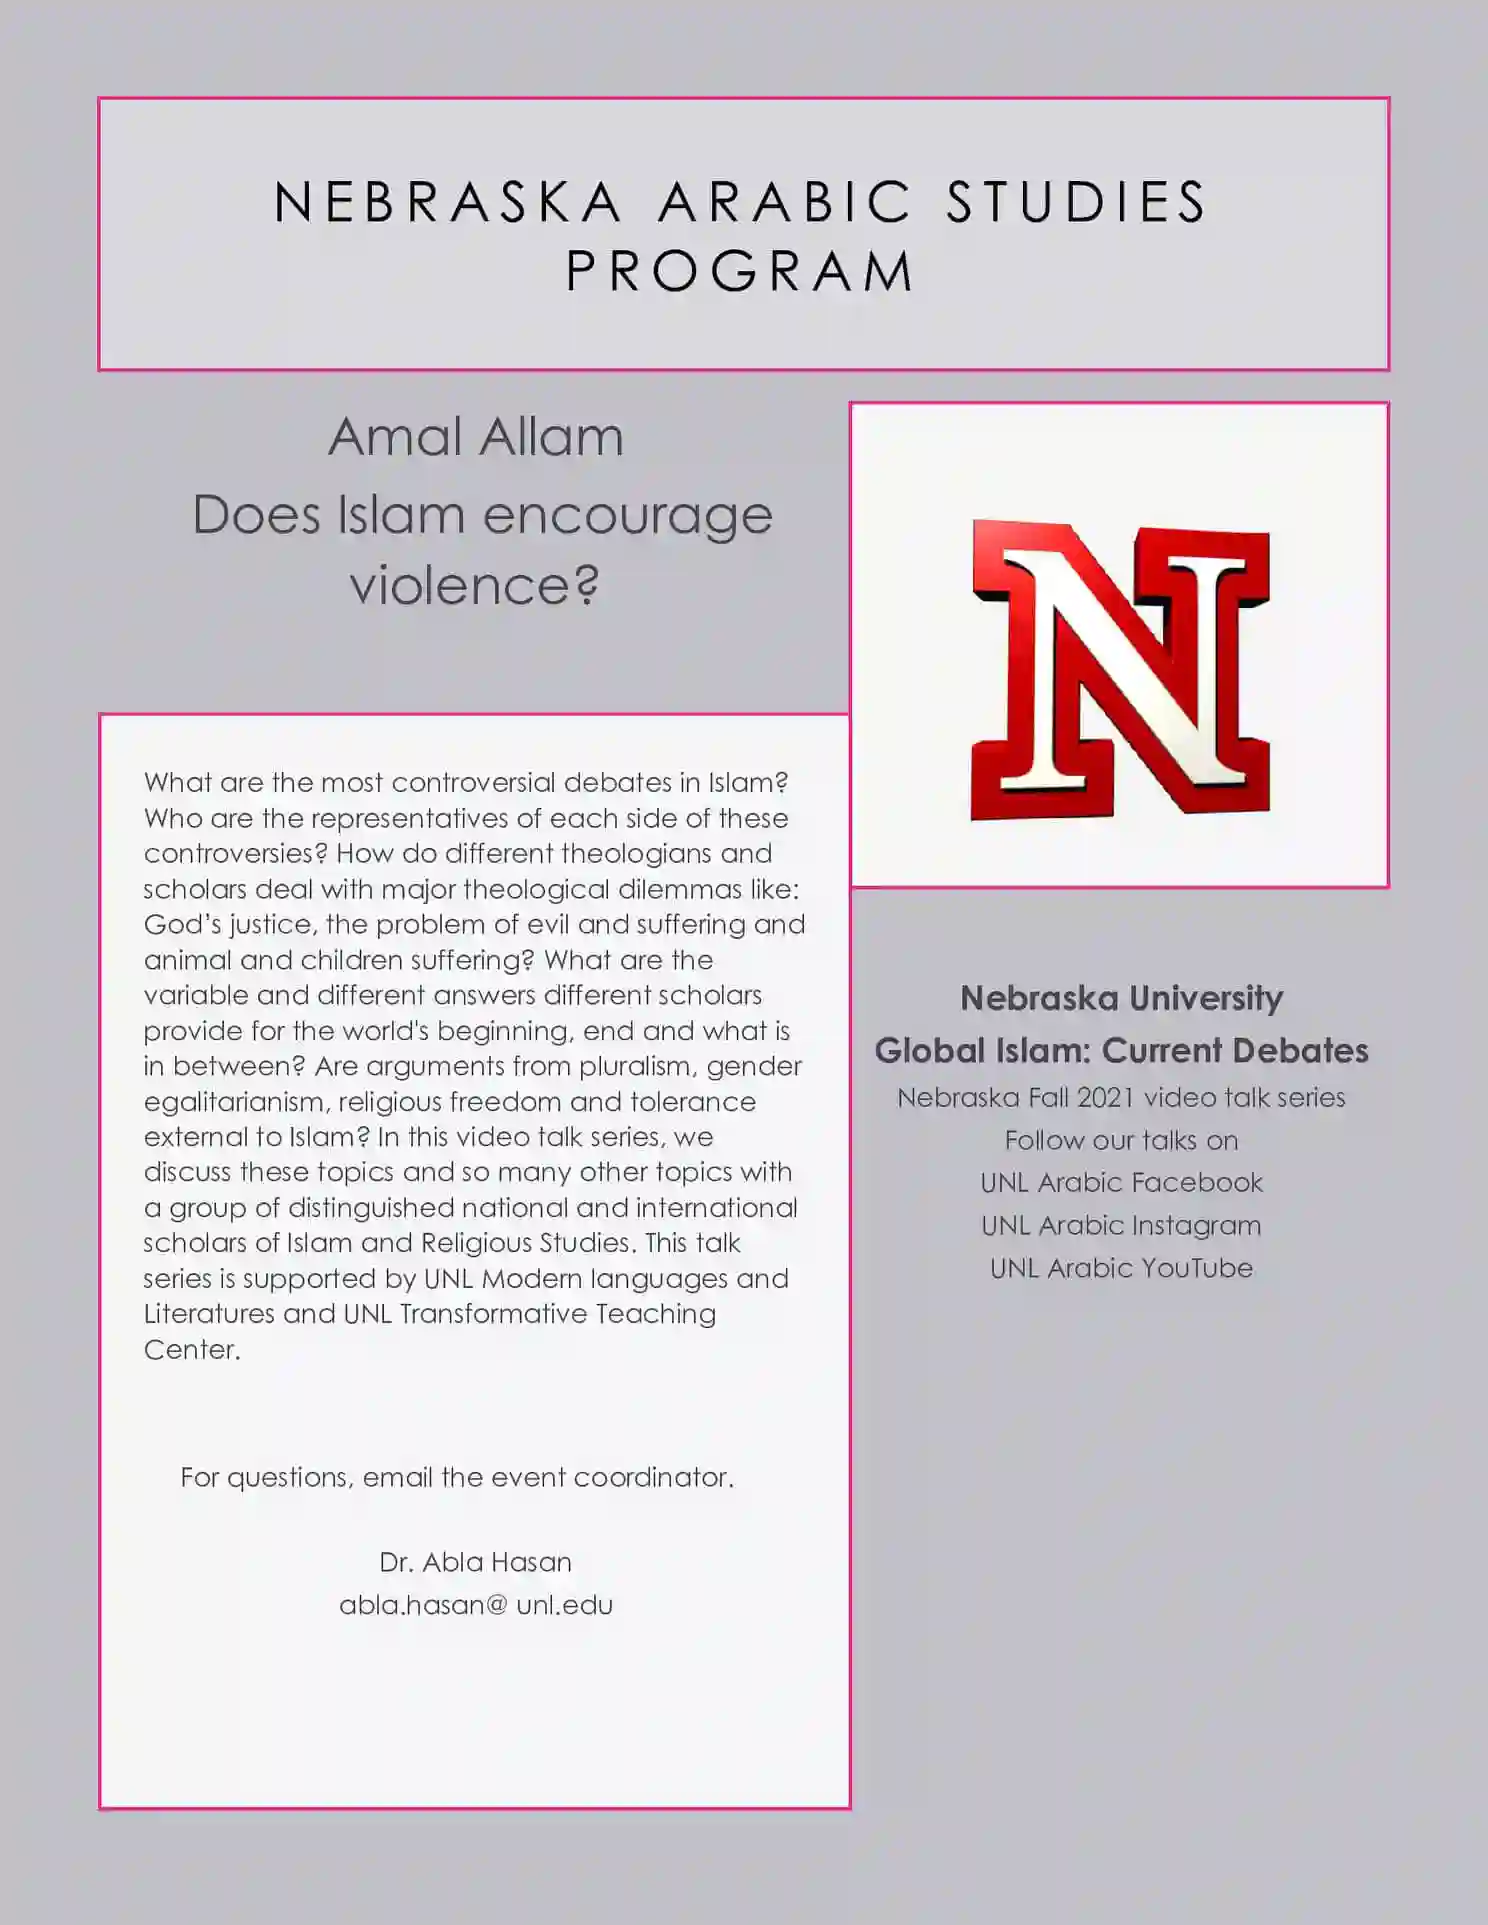 NEBRASKA ARABIC STUDIES
PROGRAM
Amal Allam
Does Islam encourage
violence?
N
What are the most controversial debates in Islam?
Who are the representatives of each side of these
controversies? How do different theologians and
scholars deal with major theological dilemmas like:
God's justice, the problem of evil and suffering and
animal and children suffering? What are the
variable and different answers different scholars
provide for the world's beginning, end and what is
in between? Are arguments from pluralism, gender
egalitarianism, religious freedom and tolerance
external to Islam? In this video talk series, we
discuss these topics and so many other topics with
a group of distinguished national and international
scholars of Islam and Religious Studies. This talk
series is supported by UNL Modern languages and
Literatures and UNL Transformative Teaching
Center.
For questions, email the event coordinator.
Dr. Abla Hasan
abla.hasan@ unl.edu
Nebraska University
Global Islam: Current Debates
Nebraska Fall 2021 video talk series
Follow our talks on
UNL Arabic Facebook
UNL Arabic Instagram
UNL Arabic YouTube